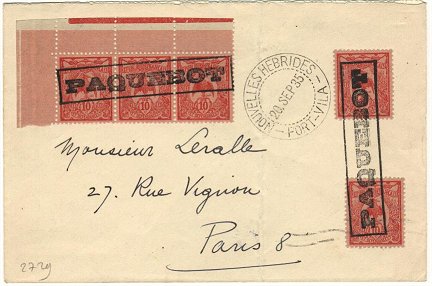 PAQUEBOT
10 10 10
NOUVELLES HEBRIDES
20.SEP.35
PORT-VILA
PAQUEBOT
Monsieur Leralle
27. Rue Vignon
Paris 8
2729